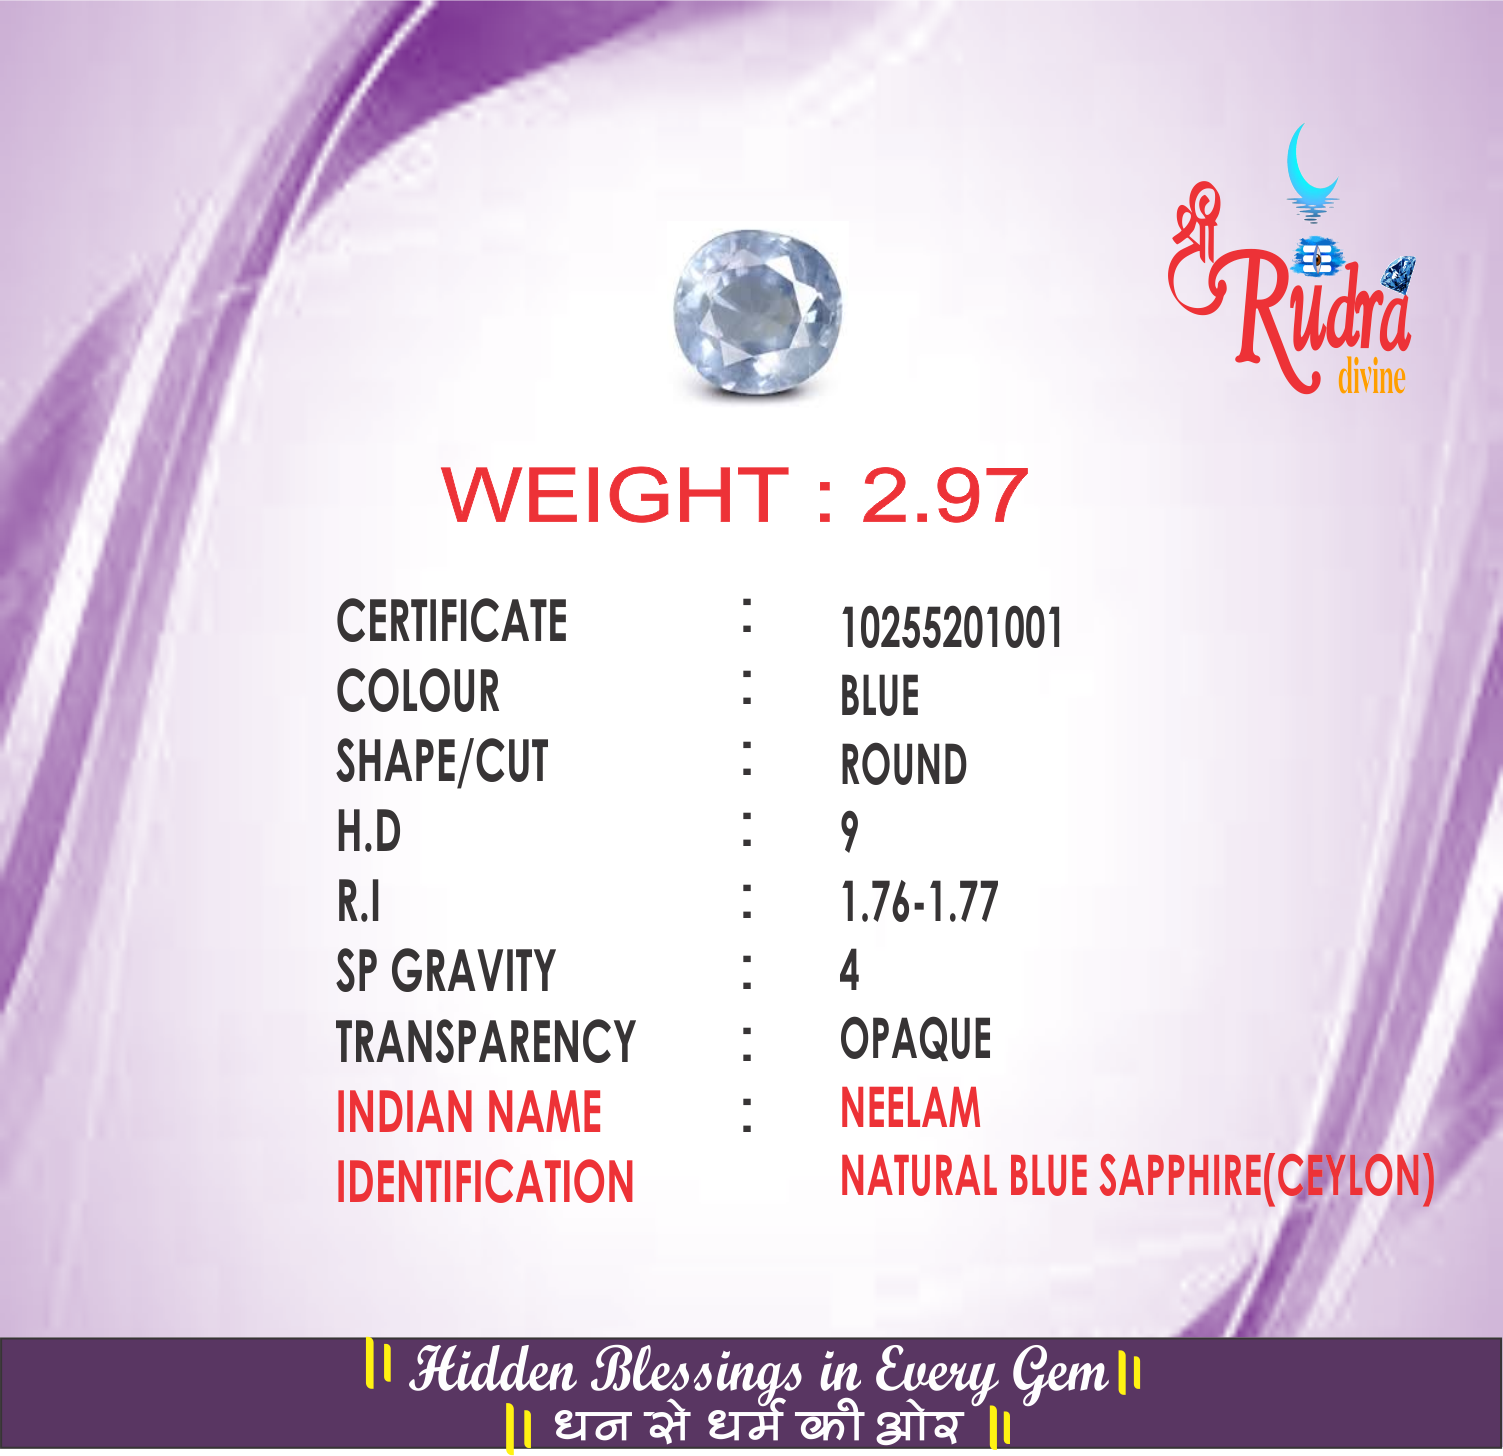 श्री
Rudra
divine
WEIGHT : 2.97
CERTIFICATE : 10255201001
COLOUR : BLUE
SHAPE/CUT : ROUND
H.D : 9
R.I : 1.76-1.77
SP GRAVITY : 4
TRANSPARENCY : OPAQUE
INDIAN NAME : NEELAM
IDENTIFICATION NATURAL BLUE SAPPHIRE(CEYLON)
|| Hidden Blessings in Every Gem ||
|| धन से धर्म की ओर ||